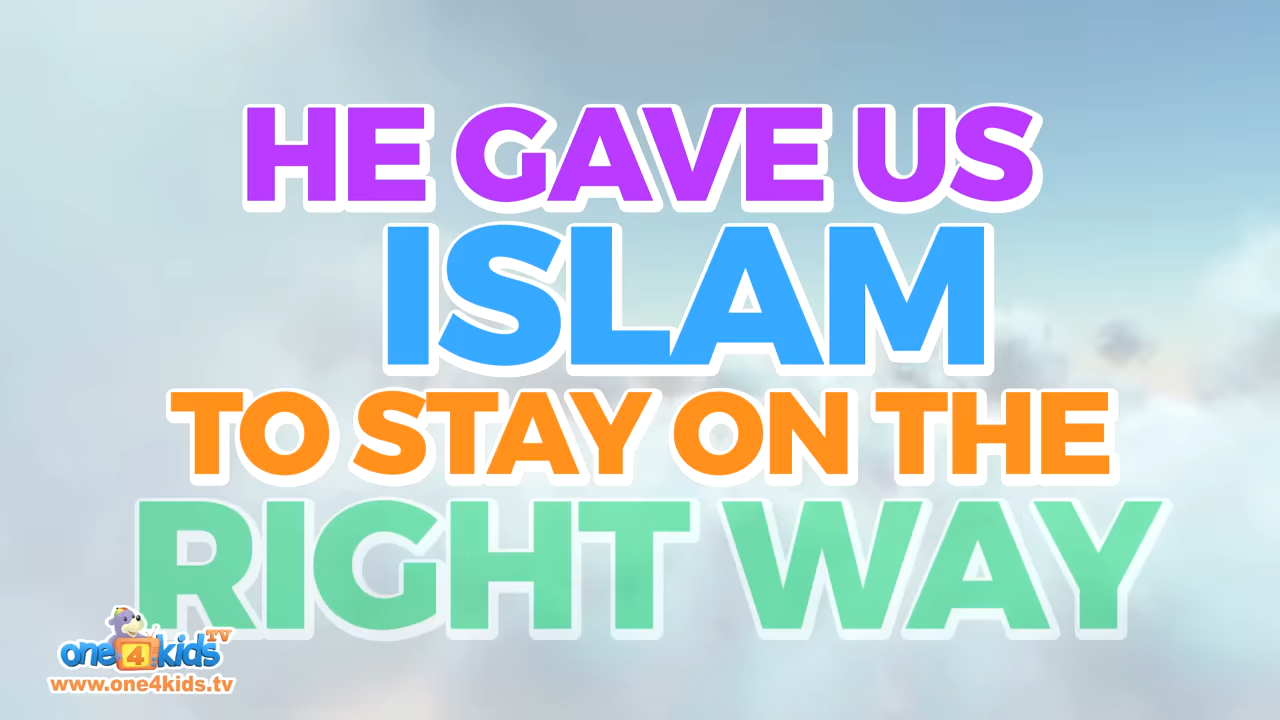 HE GAVE US
ISLAM
TO STAY ON THE
RIGHT WAY
one4kids TV
www.one4kids.tv